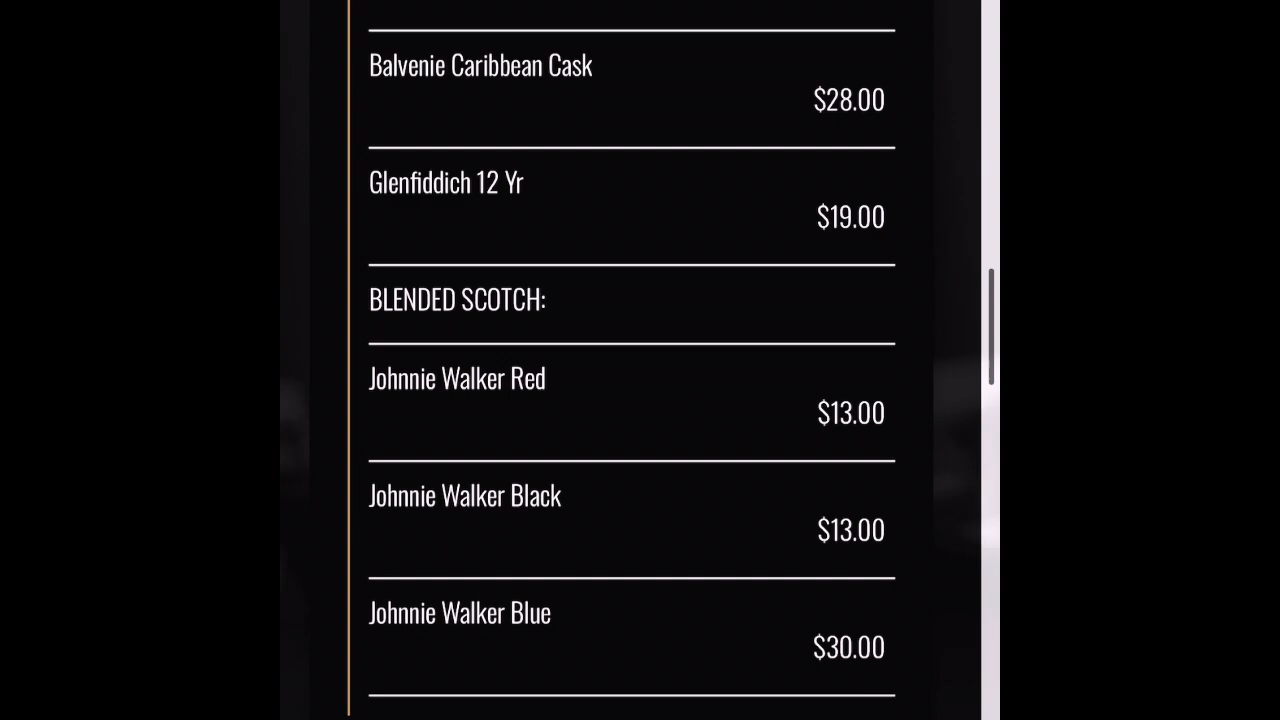 Balvenie Caribbean Cask
$28.00
Glenfiddich 12 Yr
$19.00
BLENDED SCOTCH:
Johnnie Walker Red
$13.00
Johnnie Walker Black
$13.00
Johnnie Walker Blue
$30.00